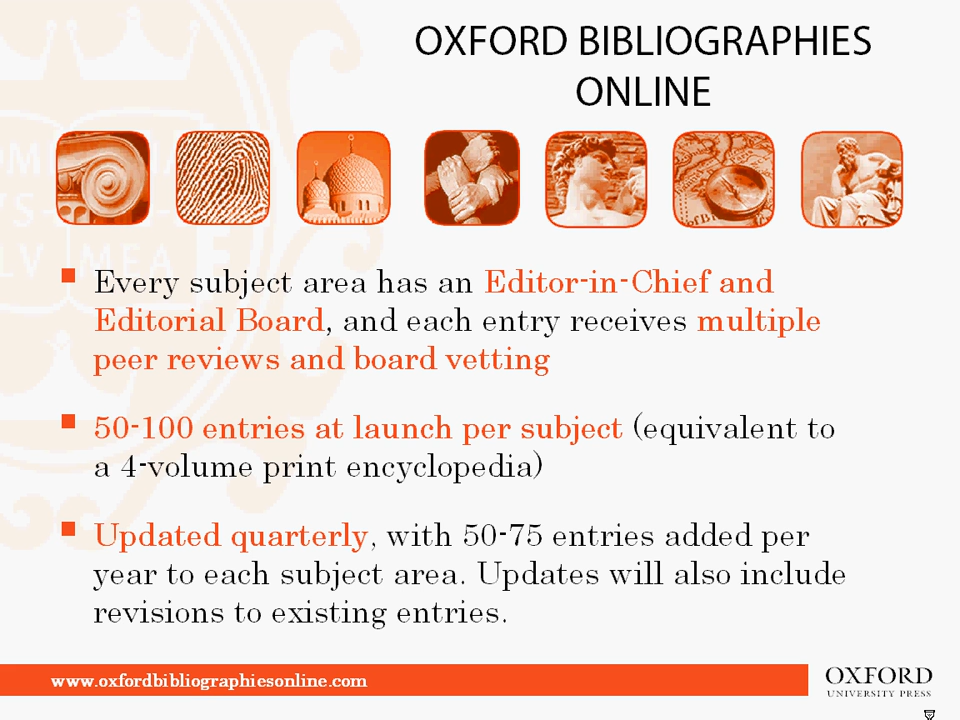 OXFORD BIBLIOGRAPHIES
ONLINE
Every subject area has an Editor-in-Chief and
Editorial Board, and each entry receives multiple
peer reviews and board vetting
50-100 entries at launch per subject (equivalent to
a 4-volume print encyclopedia)
Updated quarterly, with 50-75 entries added per
year to each subject area. Updates will also include
revisions to existing entries.
www.oxfordbibliographiesonline.com
OXFORD
UNIVERSITY PRESS